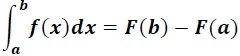 ∫_a^b f(x)dx = F(b) − F(a)